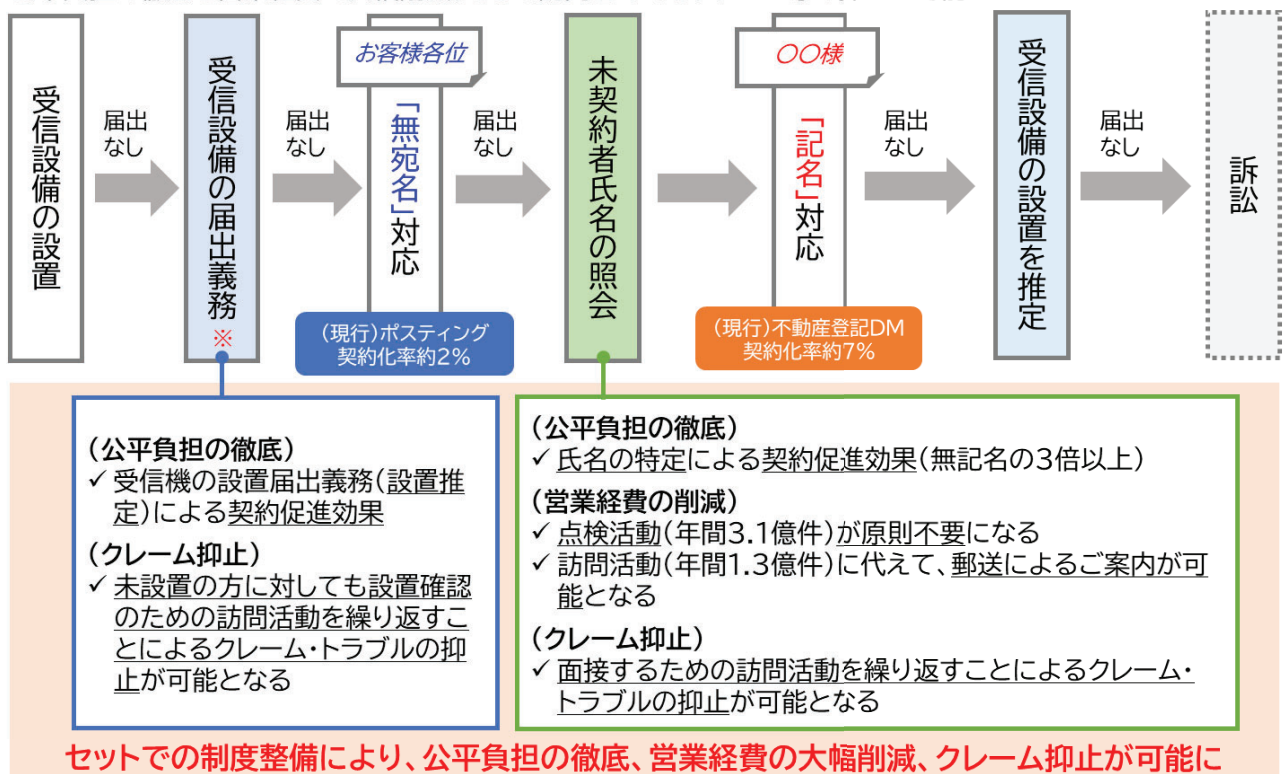 受信設備の設置
届出
なし
受信設備の届出義務
※
届出
なし
お客様各位
「無宛名」対応
(現行)ポスティング
契約化率約2%
届出
なし
未契約者氏名の照会
〇〇様
「記名」対応
(現行)不動産登記DM
契約化率約7%
届出
なし
受信設備の設置を推定
届出
なし
訴訟
(公平負担の徹底)
✓ 受信機の設置届出義務(設置推
定)による契約促進効果
(クレーム抑止)
✓ 未設置の方に対しても設置確認
のための訪問活動を繰り返すこ
とによるクレーム・トラブルの抑
止が可能となる
(公平負担の徹底)
✓ 氏名の特定による契約促進効果(無記名の3倍以上)
(営業経費の削減)
✓ 点検活動(年間3.1億件)が原則不要になる
✓ 訪問活動(年間1.3億件)に代えて、郵送によるご案内が可
能となる
(クレーム抑止)
✓ 面接するための訪問活動を繰り返すことによるクレーム・
トラブルの抑止が可能となる
セットでの制度整備により、公平負担の徹底、営業経費の大幅削減、クレーム抑止が可能に